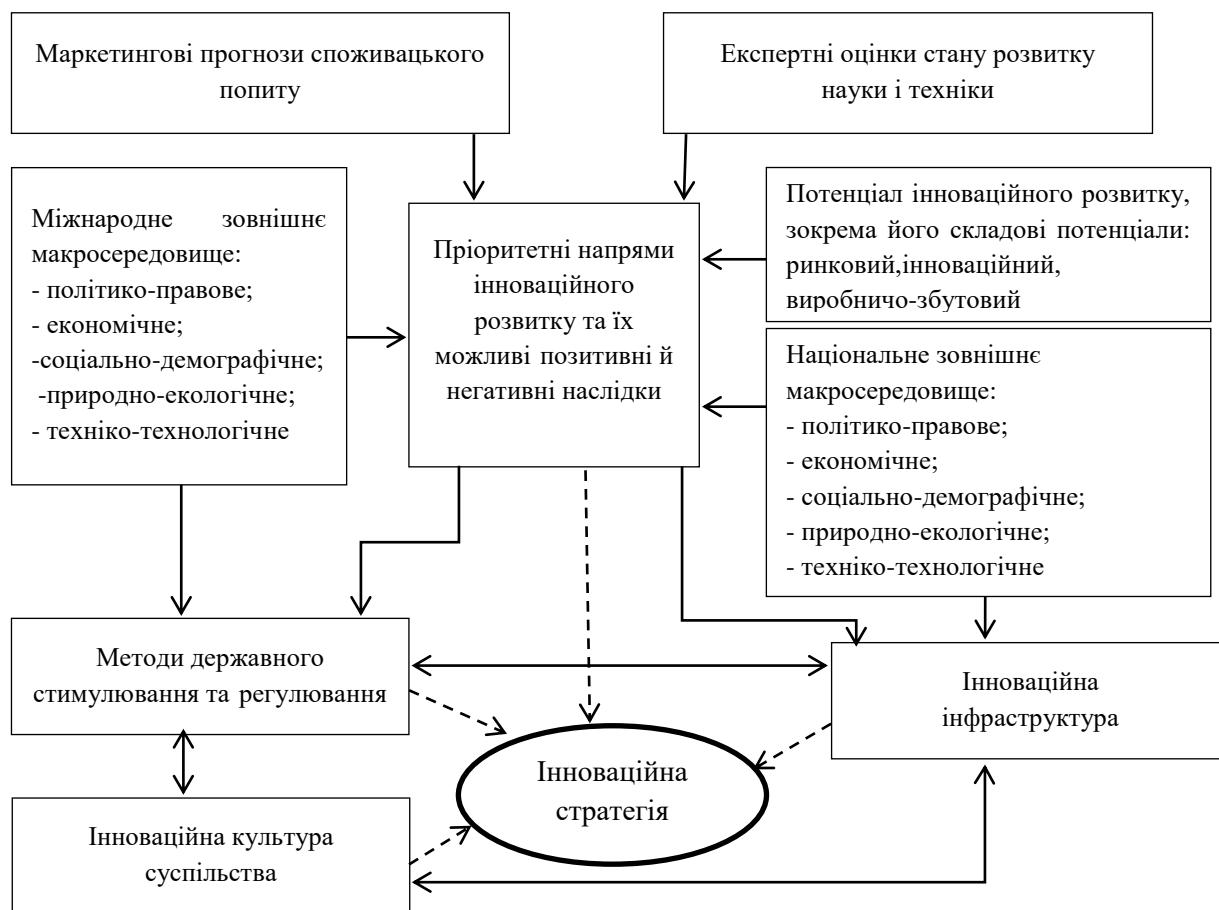 Маркетингові прогнози споживацького
попиту
Експертні оцінки стану розвитку
науки і техніки
Міжнародне зовнішнє
макросередовище:
- політико-правове;
- економічне;
-соціально-демографічне;
-природно-екологічне;
- техніко-технологічне
Пріоритетні напрями
інноваційного
розвитку та їх
можливі позитивні й
негативні наслідки
Потенціал інноваційного розвитку,
зокрема його складові потенціали:
ринковий,інноваційний,
виробничо-збутовий
Національне зовнішнє
макросередовище:
- політико-правове;
- економічне;
- соціально-демографічне;
- природно-екологічне;
- техніко-технологічне
Методи державного
стимулювання та регулювання
Інноваційна
інфраструктура
Інноваційна
стратегія
Інноваційна культура
суспільства